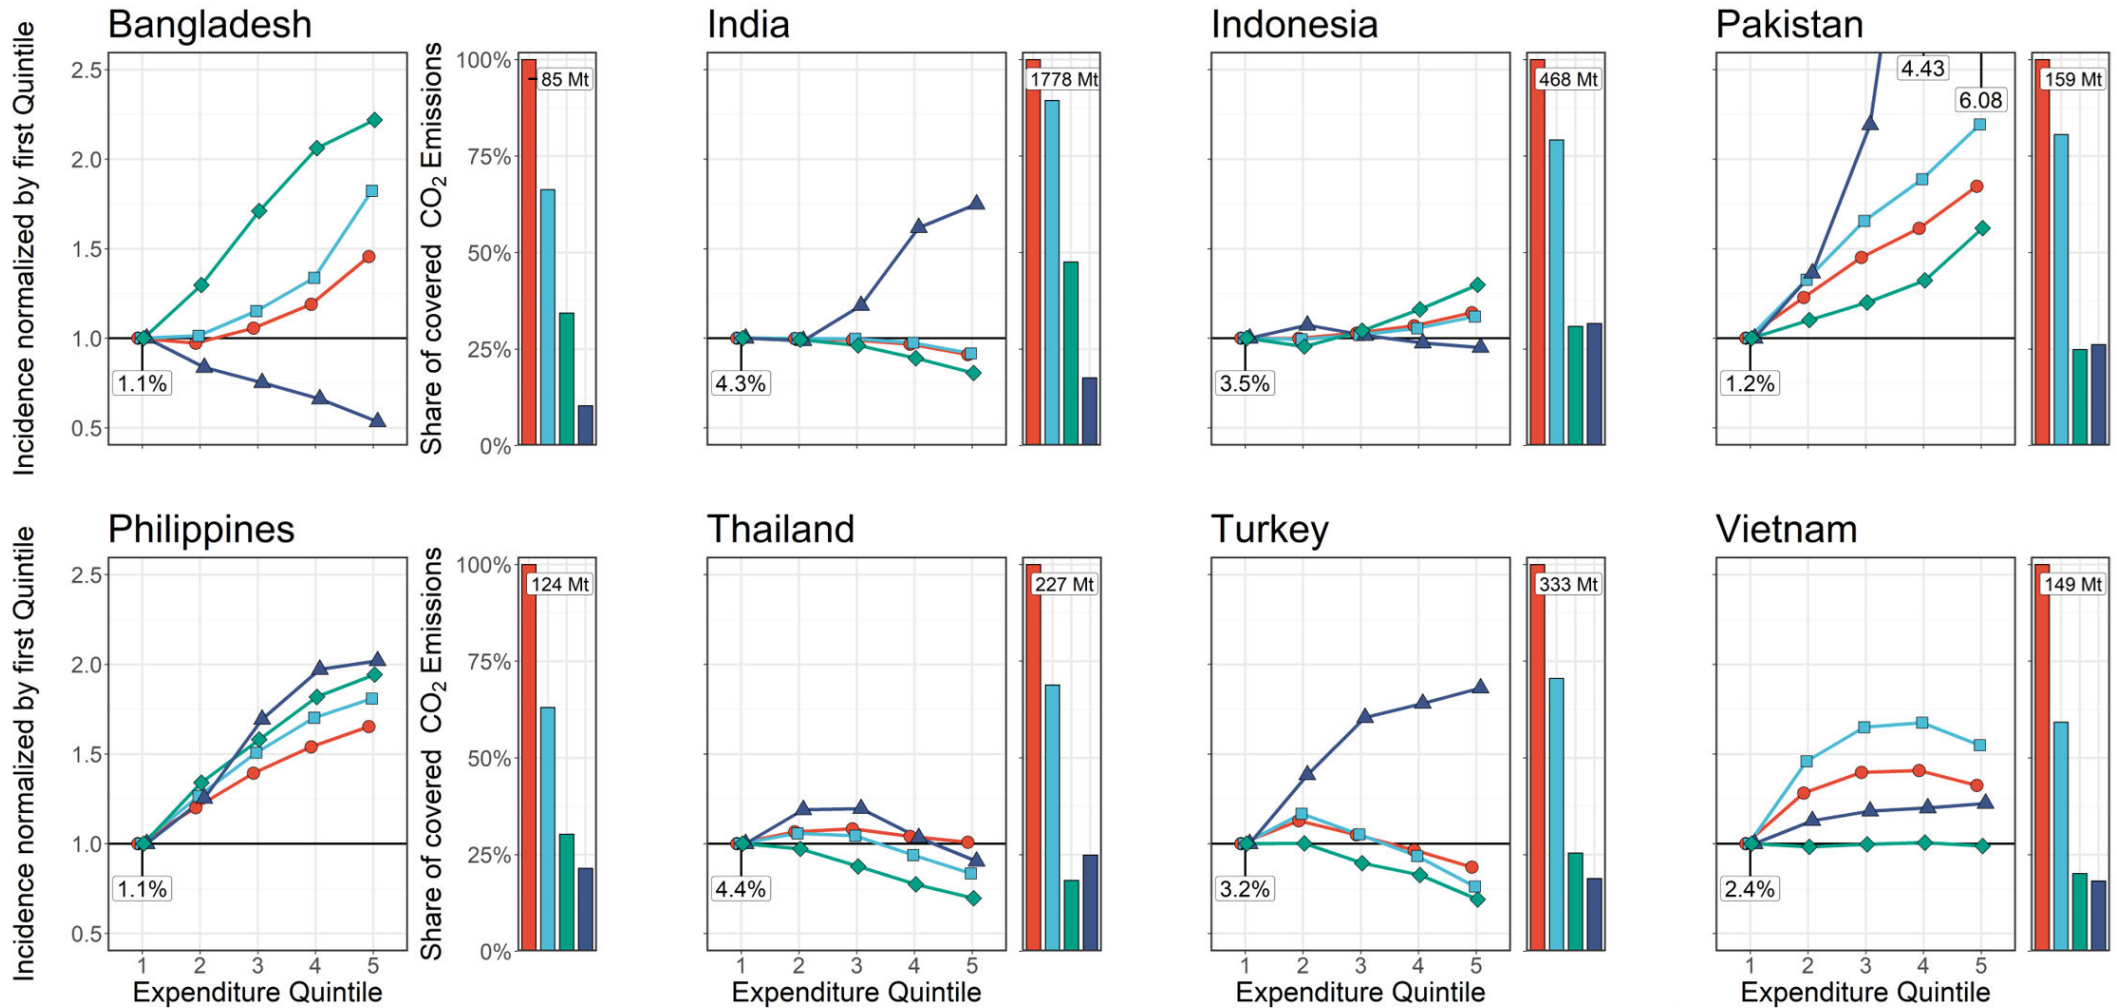 Bangladesh
India
Indonesia
Pakistan
Incidence normalized by first Quintile
2.5
2.0
1.5
1.0
0.5
1.1%
Share of covered CO2 Emissions
100%
75%
50%
25%
0%
85 Mt
4.3%
1778 Mt
3.5%
468 Mt
4.43
6.08
1.2%
159 Mt
Philippines
Thailand
Turkey
Vietnam
Incidence normalized by first Quintile
2.5
2.0
1.5
1.0
0.5
1.1%
1 2 3 4 5
Expenditure Quintile
Share of covered CO2 Emissions
100%
75%
50%
25%
0%
124 Mt
4.4%
1 2 3 4 5
Expenditure Quintile
227 Mt
3.2%
1 2 3 4 5
Expenditure Quintile
333 Mt
2.4%
1 2 3 4 5
Expenditure Quintile
149 Mt